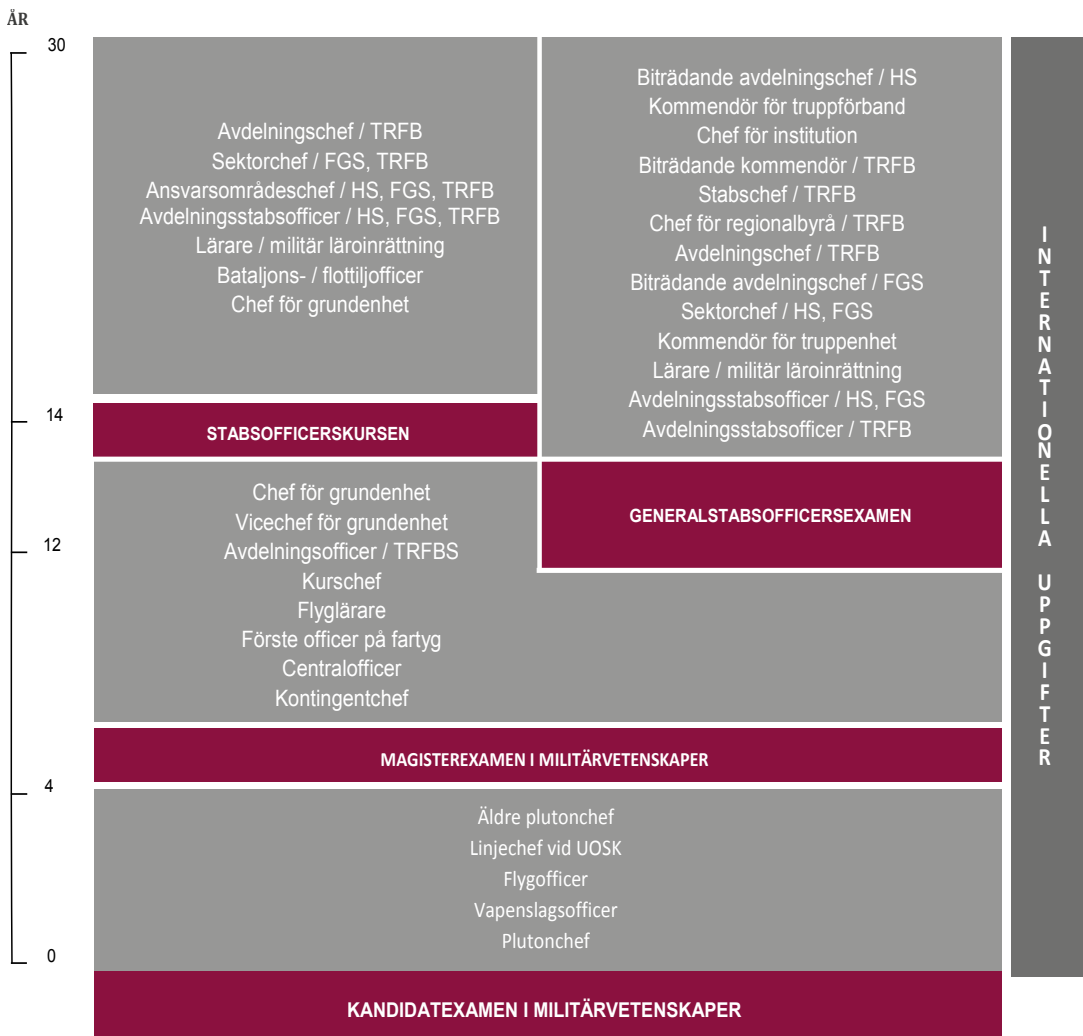 ÅR
30
Avdelningschef / TRFB
Sektorchef / FGS, TRFB
Ansvarsområdeschef / HS, FGS, TRFB
Avdelningsstabsofficer / HS, FGS, TRFB
Lärare / militär läroinrättning
Bataljons- / flottiljofficer
Chef för grundenhet
Biträdande avdelningschef / HS
Kommendör för truppförband
Chef för institution
Biträdande kommendör / TRFB
Stabschef / TRFB
Chef för regionalbyrå / TRFB
Avdelningschef / TRFB
Biträdande avdelningschef / FGS
Sektorchef / HS, FGS
Kommendör för truppenhet
Lärare / militär läroinrättning
Avdelningsstabsofficer / HS, FGS
Avdelningsstabsofficer / TRFB
14
STABSOFFICERSKURSEN
GENERALSTABSOFFICERSEXAMEN
12
Chef för grundenhet
Vicechef för grundenhet
Avdelningsofficer / TRFBS
Kurschef
Flyglärare
Förste officer på fartyg
Centralofficer
Kontingentchef
MAGISTEREXAMEN I MILITÄRVETENSKAPER
4
Äldre plutonchef
Linjechef vid UOSK
Flygofficer
Vapenslagsofficer
Plutonchef
0
KANDIDATEXAMEN I MILITÄRVETENSKAPER
INTERNATIONELLA UPPGIFTER